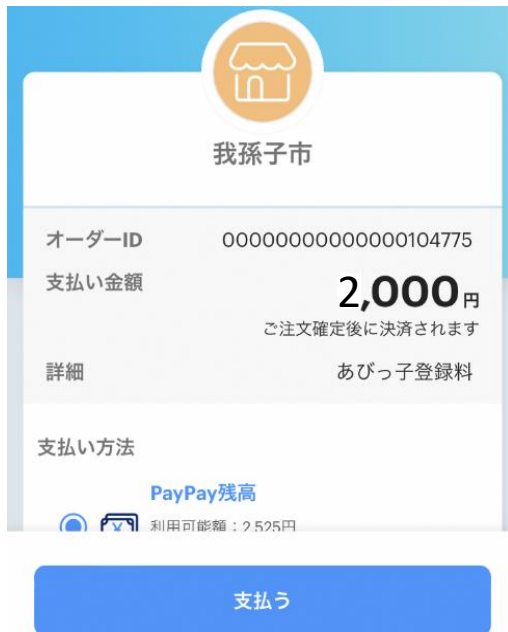 我孫子市
オーダーID 00000000000000104775
支払い金額 2,000円
ご注文確定後に決済されます
詳細 あびっ子登録料
支払い方法
PayPay残高
利用可能額：2,525円
支払う